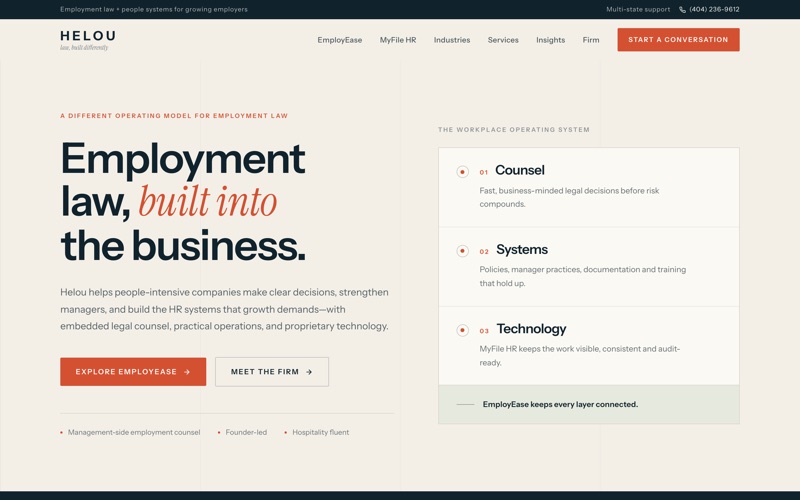 Employment law + people systems for growing employers
Multi-state support
(404) 236-9612
HELOU
law, built differently
EmployEase
MyFile HR
Industries
Services
Insights
Firm
START A CONVERSATION
A DIFFERENT OPERATING MODEL FOR EMPLOYMENT LAW
Employment
law, built into
the business.
Helou helps people-intensive companies make clear decisions, strengthen
managers, and build the HR systems that growth demands—with
embedded legal counsel, practical operations, and proprietary technology.
EXPLORE EMPLOYEASE →
MEET THE FIRM →
Management-side employment counsel
Founder-led
Hospitality fluent
THE WORKPLACE OPERATING SYSTEM
01 Counsel
Fast, business-minded legal decisions before risk
compounds.
02 Systems
Policies, manager practices, documentation and training
that hold up.
03 Technology
MyFile HR keeps the work visible, consistent and audit-
ready.
EmployEase keeps every layer connected.